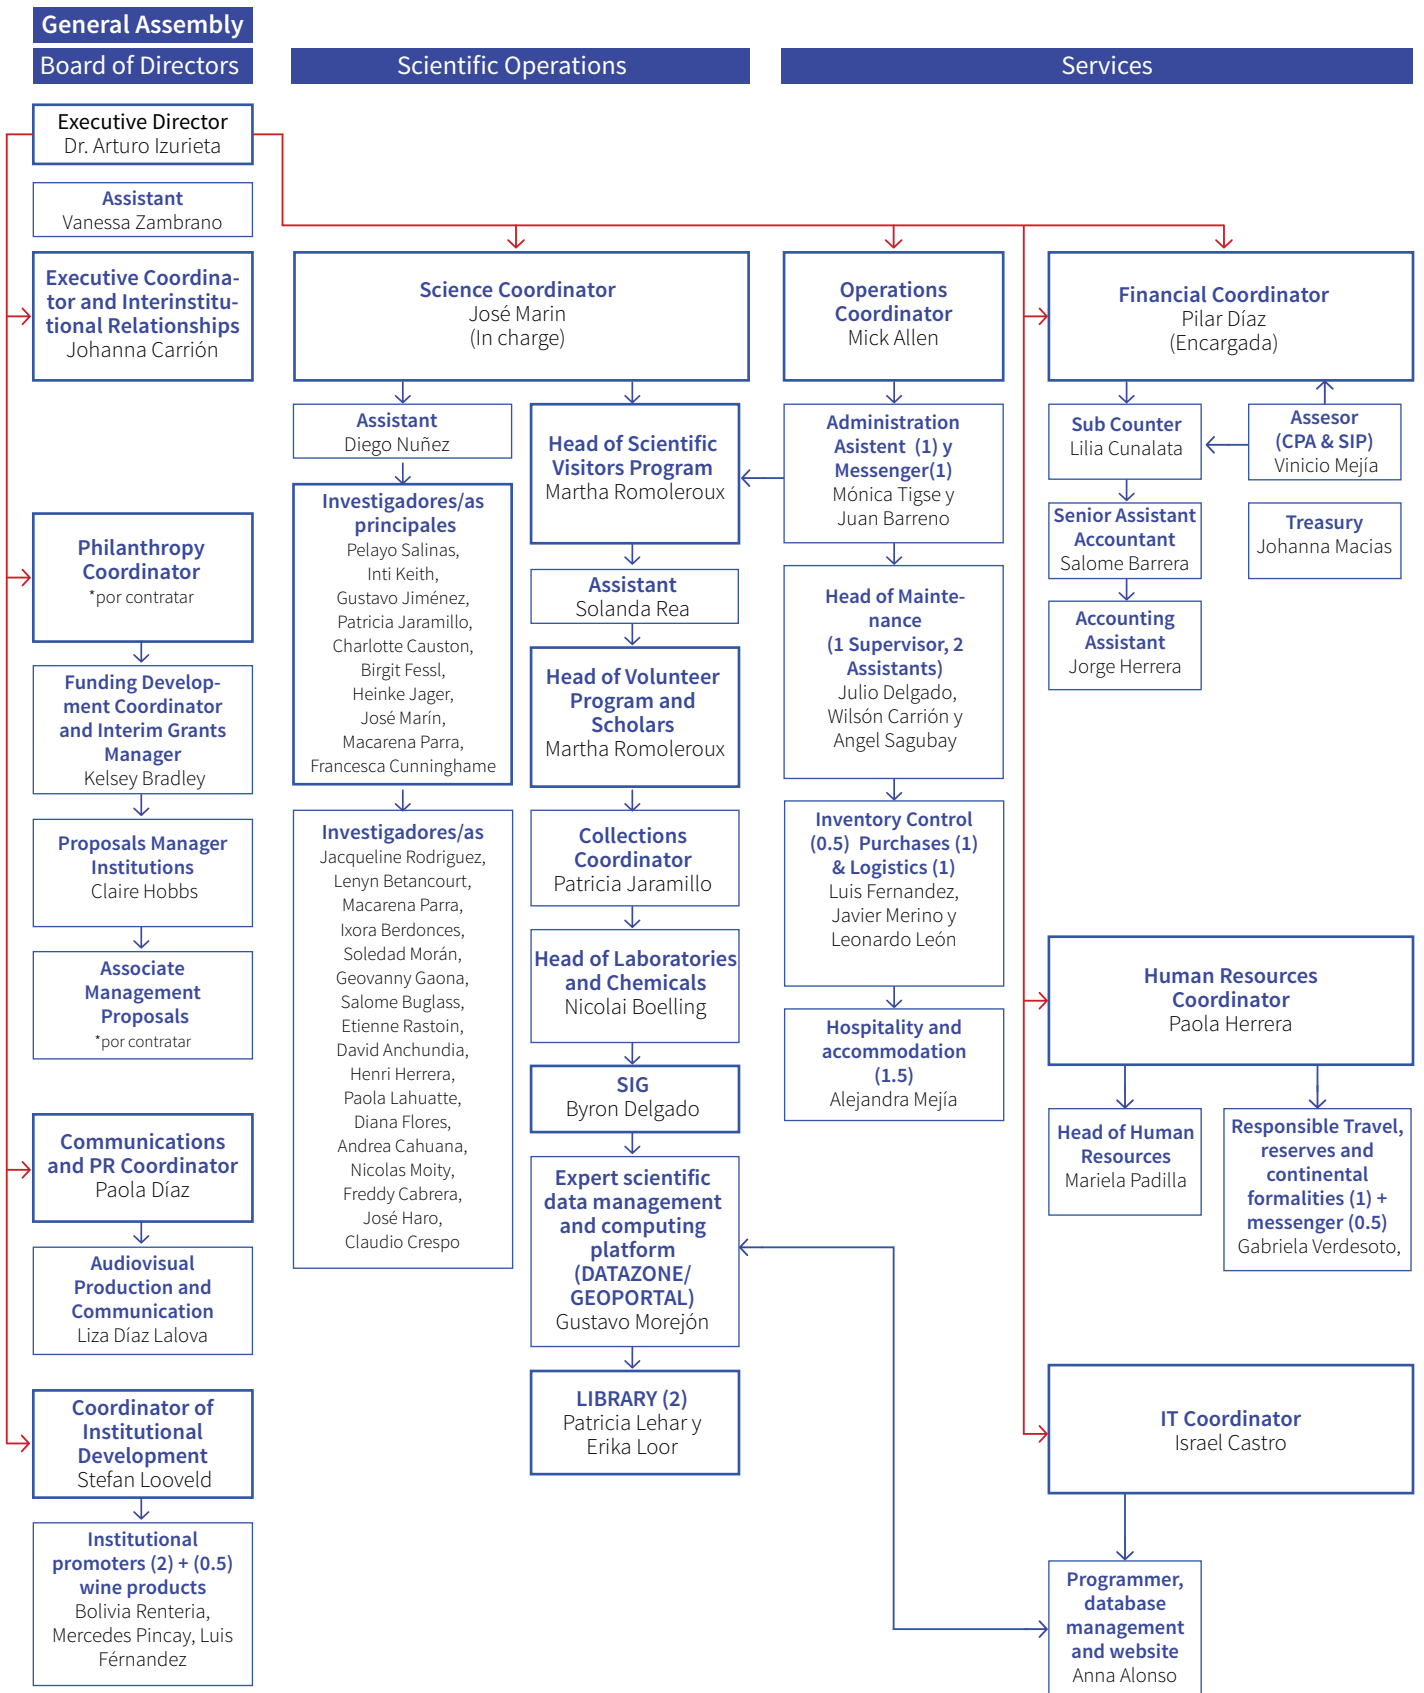 General Assembly
Board of Directors
Scientific Operations
Services
Executive Director
Dr. Arturo Izurieta
Assistant
Vanessa Zambrano
Executive Coordina-
tor and Interinstitu-
tional Relationships
Johanna Carrión
Philanthropy
Coordinator
*por contratar
Funding Develop-
ment Coordinator
and Interim Grants
Manager
Kelsey Bradley
Proposals Manager
Institutions
Claire Hobbs
Associate
Management
Proposals
*por contratar
Communications
and PR Coordinator
Paola Díaz
Audiovisual
Production and
Communication
Liza Díaz Lalova
Coordinator of
Institutional
Development
Stefan Looveld
Institutional
promoters (2) + (0.5)
wine products
Bolivia Renteria,
Mercedes Pincay, Luis
Férnandez
Science Coordinator
José Marin
(In charge)
Assistant
Diego Nuñez
Investigadores/as
principales
Pelayo Salinas,
Inti Keith,
Gustavo Jiménez,
Patricia Jaramillo,
Charlotte Causton,
Birgit Fessl,
Heinke Jager,
José Marín,
Macarena Parra,
Francesca Cunninghame
Investigadores/as
Jacqueline Rodriguez,
Lenyn Betancourt,
Macarena Parra,
Ixora Berdonces,
Soledad Morán,
Geovanny Gaona,
Salome Buglass,
Etienne Rastoin,
David Anchundia,
Henri Herrera,
Paola Lahuatte,
Diana Flores,
Andrea Cahuana,
Nicolas Moity,
Freddy Cabrera,
José Haro,
Claudio Crespo
Head of Scientific
Visitors Program
Martha Romoleroux
Assistant
Solanda Rea
Head of Volunteer
Program and
Scholars
Martha Romoleroux
Collections
Coordinator
Patricia Jaramillo
Head of Laboratories
and Chemicals
Nicolai Boelling
SIG
Byron Delgado
Expert scientific
data management
and computing
platform
(DATAZONE/
GEOPORTAL)
Gustavo Morejón
LIBRARY (2)
Patricia Lehar y
Erika Loor
Operations
Coordinator
Mick Allen
Administration
Asistent (1) y
Messenger(1)
Mónica Tigse y
Juan Barreno
Head of Mainte-
nance
(1 Supervisor, 2
Assistants)
Julio Delgado,
Wilsón Carrión y
Angel Sagubay
Inventory Control
(0.5) Purchases (1)
& Logistics (1)
Luis Fernandez,
Javier Merino y
Leonardo León
Hospitality and
accommodation
(1.5)
Alejandra Mejía
Financial Coordinator
Pilar Díaz
(Encargada)
Sub Counter
Lilia Cunalata
Assesor
(CPA & SIP)
Vinicio Mejía
Senior Assistant
Accountant
Salome Barrera
Treasury
Johanna Macias
Accounting
Assistant
Jorge Herrera
Human Resources
Coordinator
Paola Herrera
Head of Human
Resources
Mariela Padilla
Responsible Travel,
reserves and
continental
formalities (1) +
messenger (0.5)
Gabriela Verdesoto,
IT Coordinator
Israel Castro
Programmer,
database
management
and website
Anna Alonso